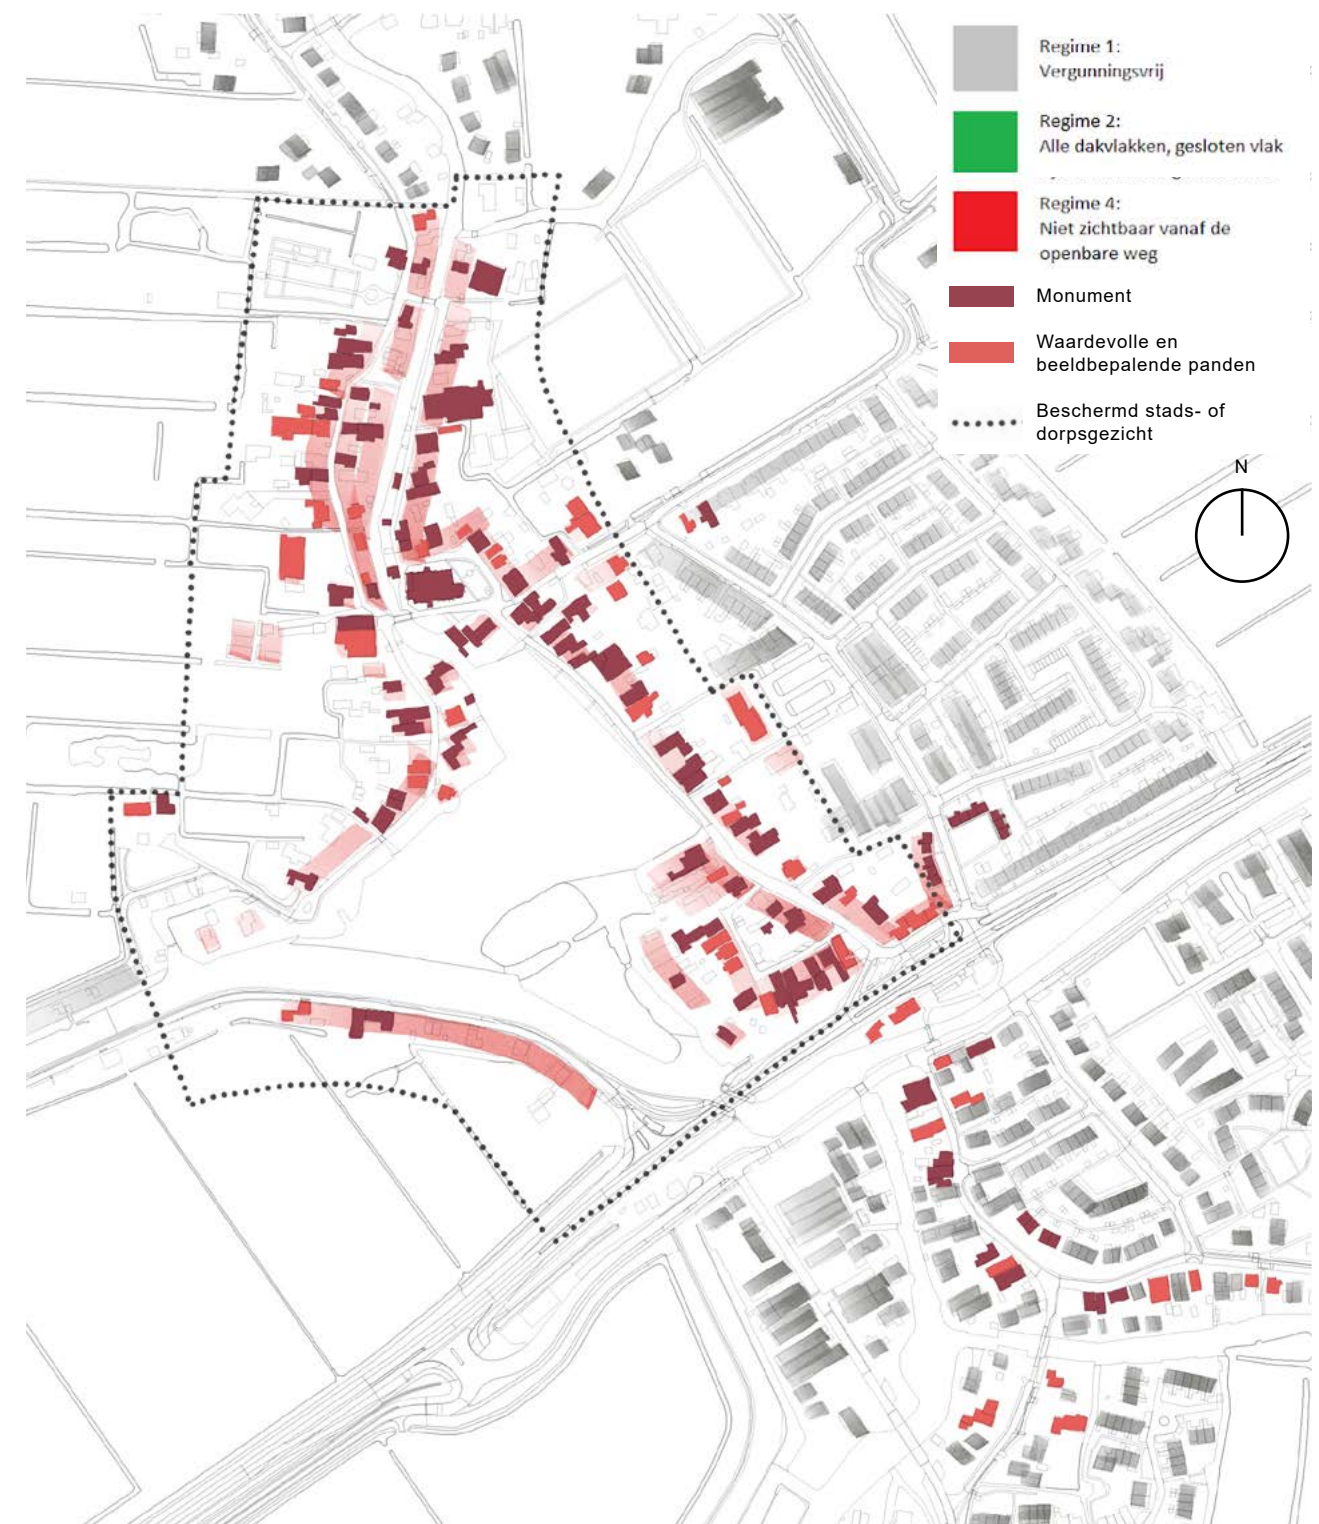 Regime 1:
Vergunningsvrij
Regime 2:
Alle dakvlakken, gesloten vlak
Regime 4:
Niet zichtbaar vanaf de
openbare weg
Monument
Waardevolle en
beeldbepalende panden
Beschermd stads- of
dorpsgezicht
N